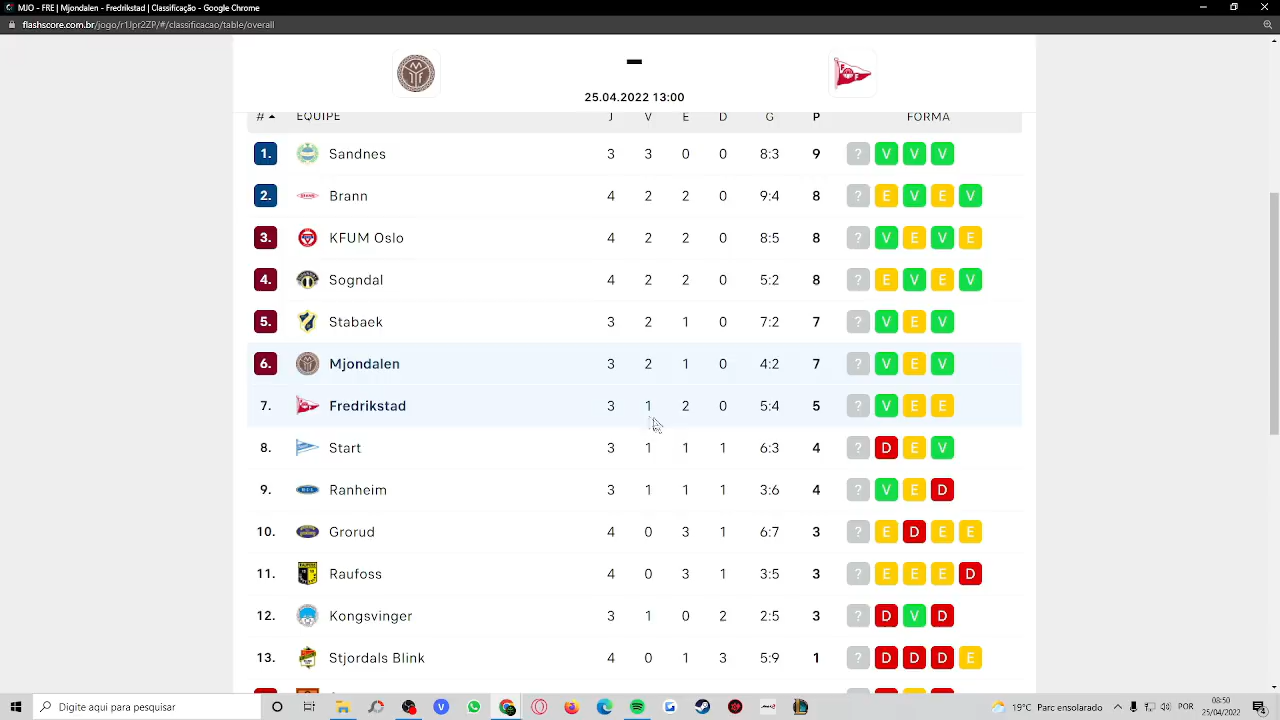 MJO - FRE | Mjondalen - Fredrikstad | Classificação - Google Chrome
flashscore.com.br/jogo/r1Jpr2ZP/#/classificacao/table/overall
-
25.04.2022 13:00
# EQUIPE J V E D G P FORMA
1. Sandnes 3 3 0 0 8:3 9 ? V V V
2. Brann 4 2 2 0 9:4 8 ? E V E V
3. KFUM Oslo 4 2 2 0 8:5 8 ? V E V E
4. Sogndal 4 2 2 0 5:2 8 ? E V E V
5. Stabaek 3 2 1 0 7:2 7 ? V E V
6. Mjondalen 3 2 1 0 4:2 7 ? V E V
7. Fredrikstad 3 1 2 0 5:4 5 ? V E E
8. Start 3 1 1 1 6:3 4 ? D E V
9. Ranheim 3 1 1 1 3:6 4 ? V E D
10. Grorud 4 0 3 1 6:7 3 ? E D E E
11. Raufoss 4 0 3 1 3:5 3 ? E E E D
12. Kongsvinger 3 1 0 2 2:5 3 ? D V D
13. Stjordals Blink 4 0 1 3 5:9 1 ? D D D E
Digite aqui para pesquisar
19°C Parc ensolarado
POR
08:50
25/04/2022